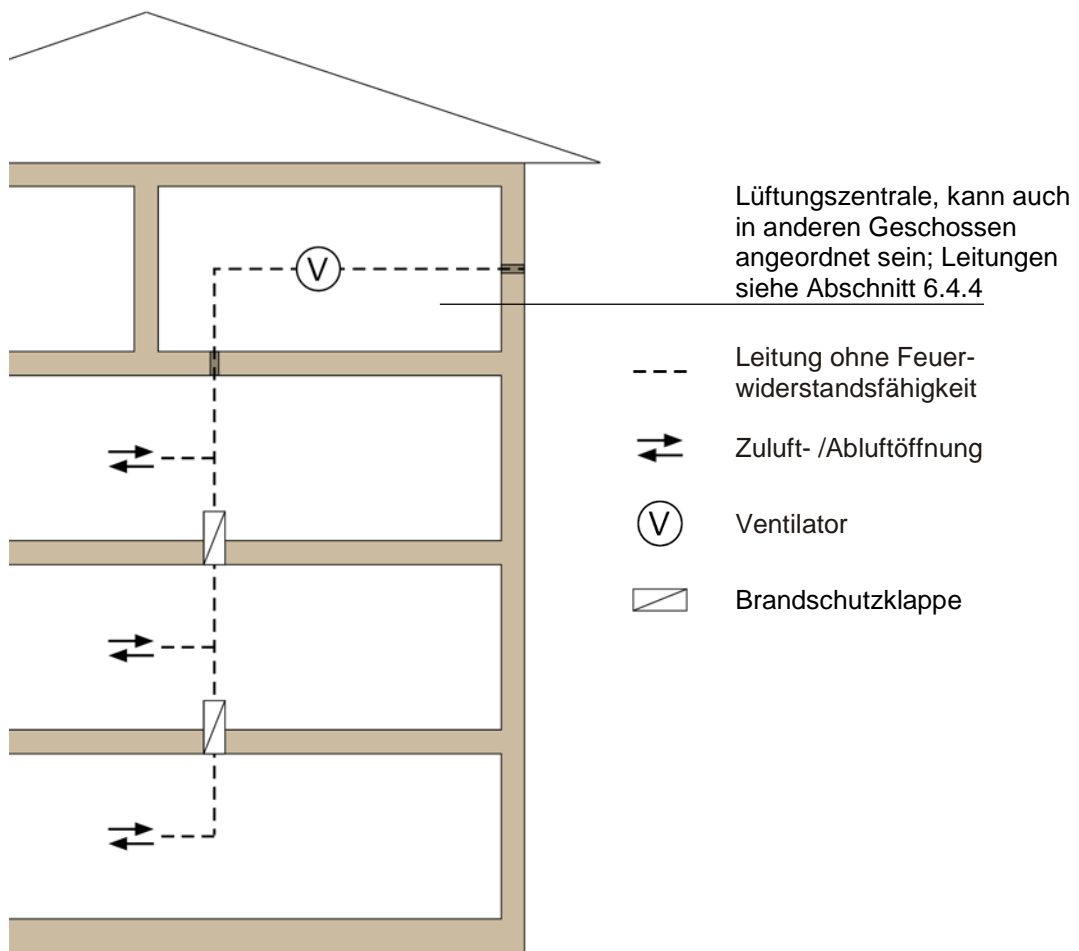 Lüftungszentrale, kann auch
in anderen Geschossen
angeordnet sein; Leitungen
siehe Abschnitt 6.4.4
V
Leitung ohne Feuer-
widerstandsfähigkeit
Zuluft- /Abluftöffnung
V
Ventilator
Brandschutzklappe